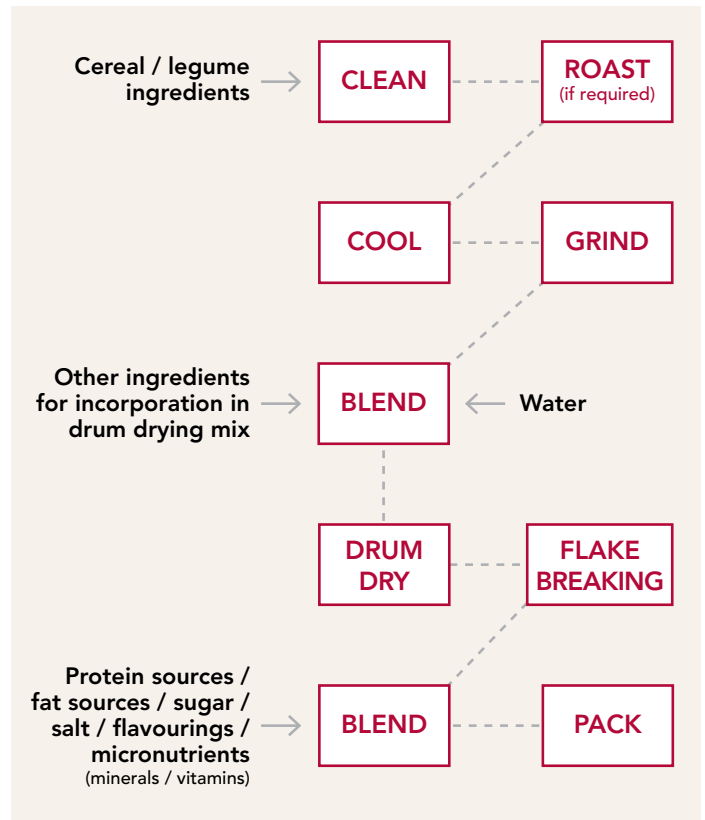 Cereal / legume
ingredients
CLEAN
ROAST
(if required)
COOL
GRIND
Other ingredients
for incorporation in
drum drying mix
BLEND
Water
DRUM
DRY
FLAKE
BREAKING
Protein sources /
fat sources / sugar /
salt / flavourings /
micronutrients
(minerals / vitamins)
BLEND
PACK